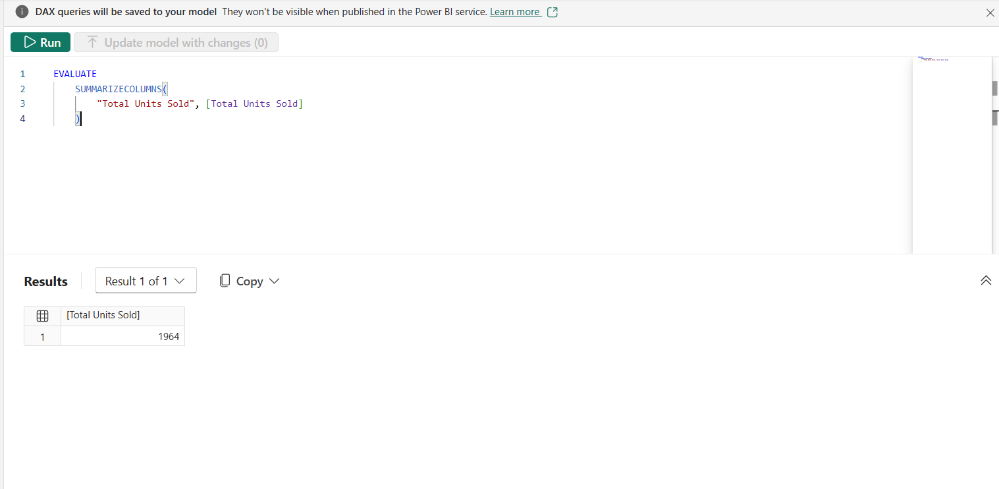 DAX queries will be saved to your model They won't be visible when published in the Power BI service. Learn more
Run Update model with changes (0)
1 EVALUATE
2 SUMMARIZECOLUMNS(
3 "Total Units Sold", [Total Units Sold]
4 )
Results Result 1 of 1 Copy
[Total Units Sold]
1 1964